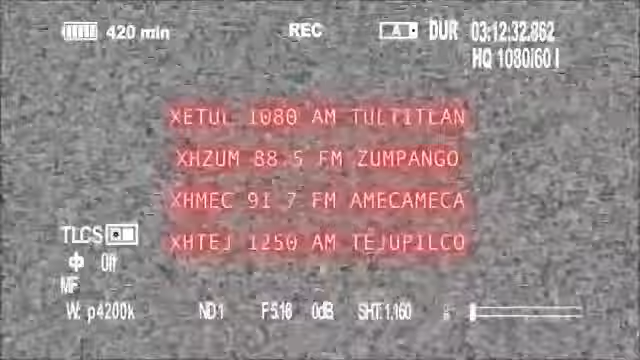 420 min REC A DUR 03:12:32:862
HQ 1080/60 I
XETUL 1080 AM TULTITLAN
XHZUM 88.5 FM ZUMPANGO
XHMEC 91.7 FM AMECAMECA
XHTEJ 1250 AM TEJUPILCO
TLCS
Off
MF
W: p4200k ND:1 F5.16 0dB SHT:1,160